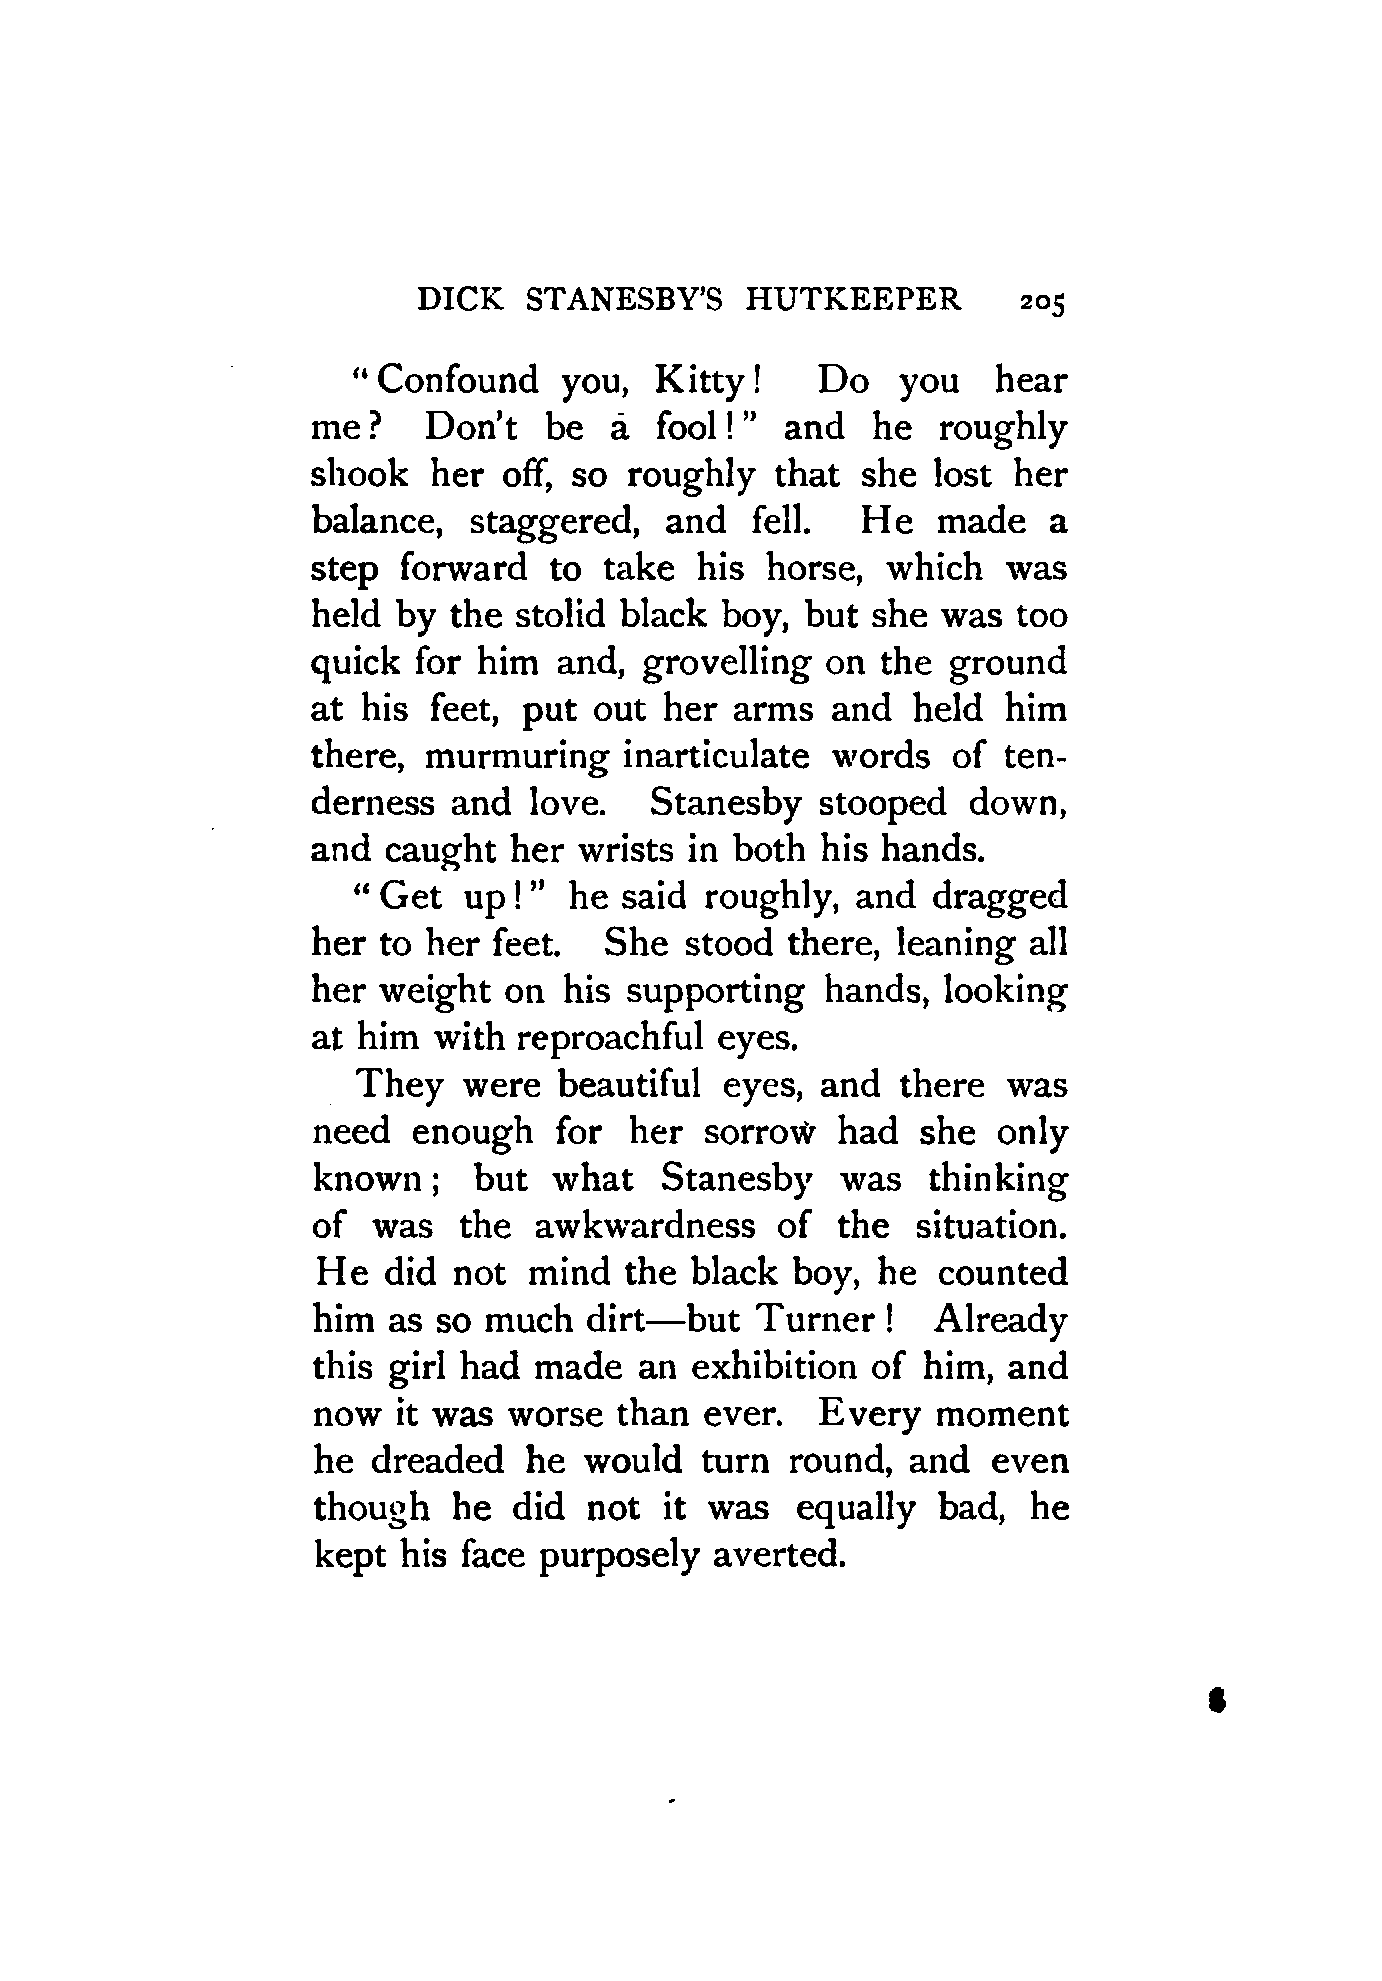 DICK STANESBY'S HUTKEEPER 205
"Confound you, Kitty! Do you hear
me? Don't be a fool!" and he roughly
shook her off, so roughly that she lost her
balance, staggered, and fell. He made a
step forward to take his horse, which was
held by the stolid black boy, but she was too
quick for him and, grovelling on the ground
at his feet, put out her arms and held him
there, murmuring inarticulate words of ten-
derness and love. Stanesby stooped down,
and caught her wrists in both his hands.
"Get up!" he said roughly, and dragged
her to her feet. She stood there, leaning all
her weight on his supporting hands, looking
at him with reproachful eyes.
They were beautiful eyes, and there was
need enough for her sorrow had she only
known; but what Stanesby was thinking
of was the awkwardness of the situation.
He did not mind the black boy, he counted
him as so much dirt—but Turner! Already
this girl had made an exhibition of him, and
now it was worse than ever. Every moment
he dreaded he would turn round, and even
though he did not it was equally bad, he
kept his face purposely averted.